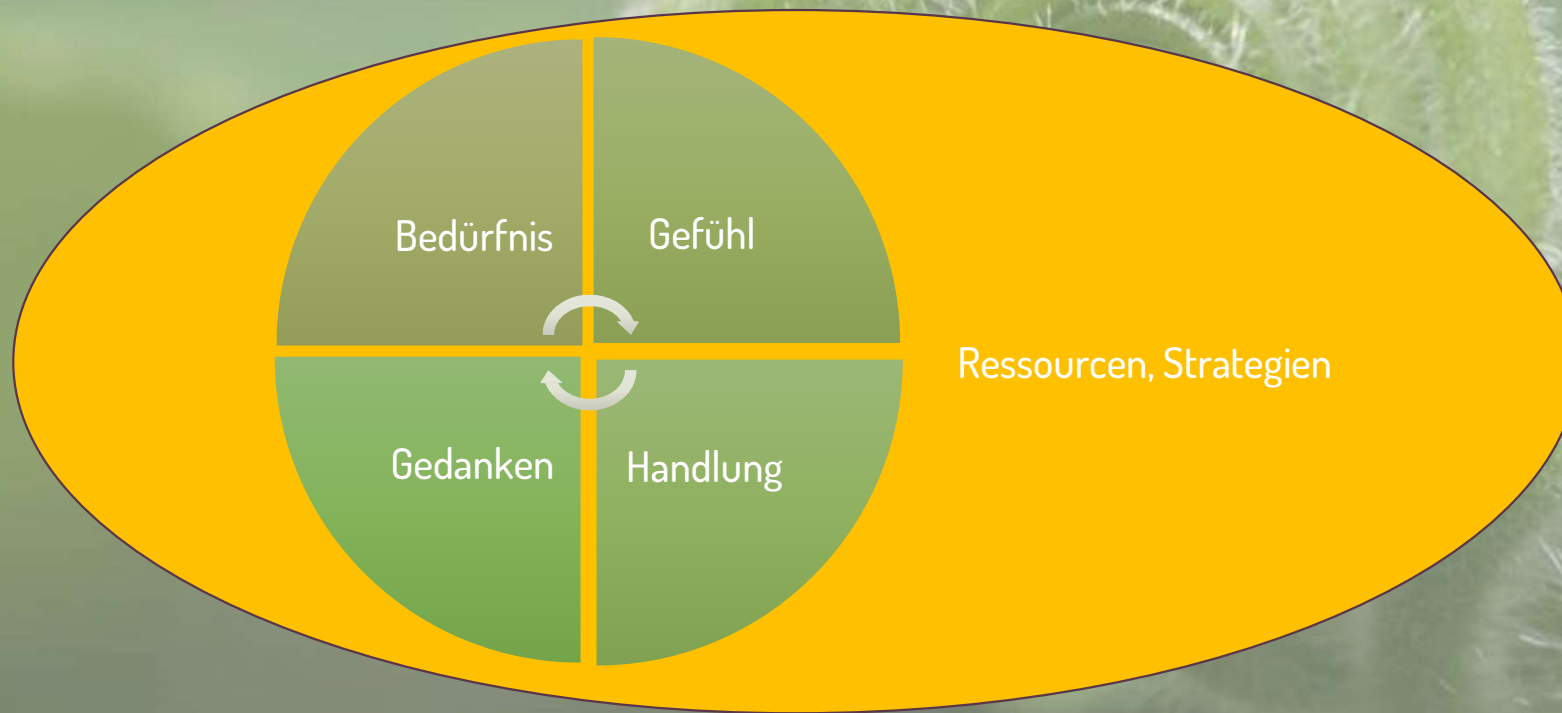 Bedürfnis
Gefühl
Ressourcen, Strategien
Gedanken
Handlung